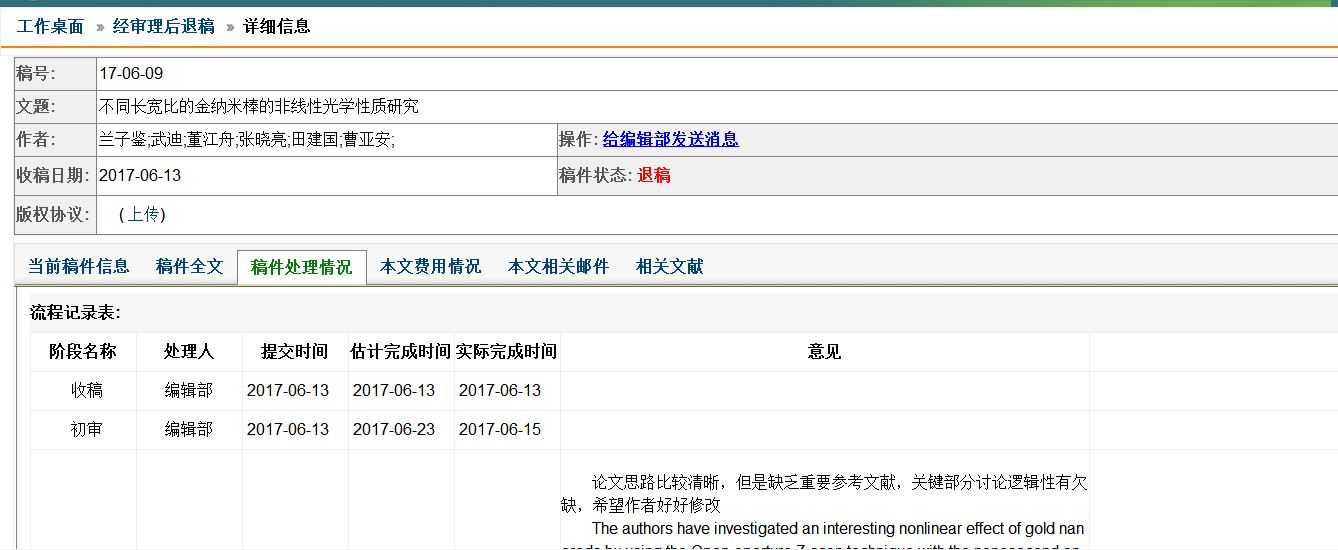 工作桌面 » 经审理后退稿 » 详细信息
稿号: 17-06-09
文题: 不同长宽比的金纳米棒的非线性光学性质研究
作者: 兰子鉴;武迪;董江舟;张晓亮;田建国;曹亚安; 操作: 给编辑部发送消息
收稿日期: 2017-06-13 稿件状态: 退稿
版权协议: (上传)
当前稿件信息 稿件全文 稿件处理情况 本文费用情况 本文相关邮件 相关文献
流程记录表:
阶段名称 处理人 提交时间 估计完成时间 实际完成时间 意见
收稿 编辑部 2017-06-13 2017-06-13 2017-06-13
初审 编辑部 2017-06-13 2017-06-23 2017-06-15
论文思路比较清晰，但是缺乏重要参考文献，关键部分讨论逻辑性有欠
缺，希望作者好好修改
The authors have investigated an interesting nonlinear effect of gold nan